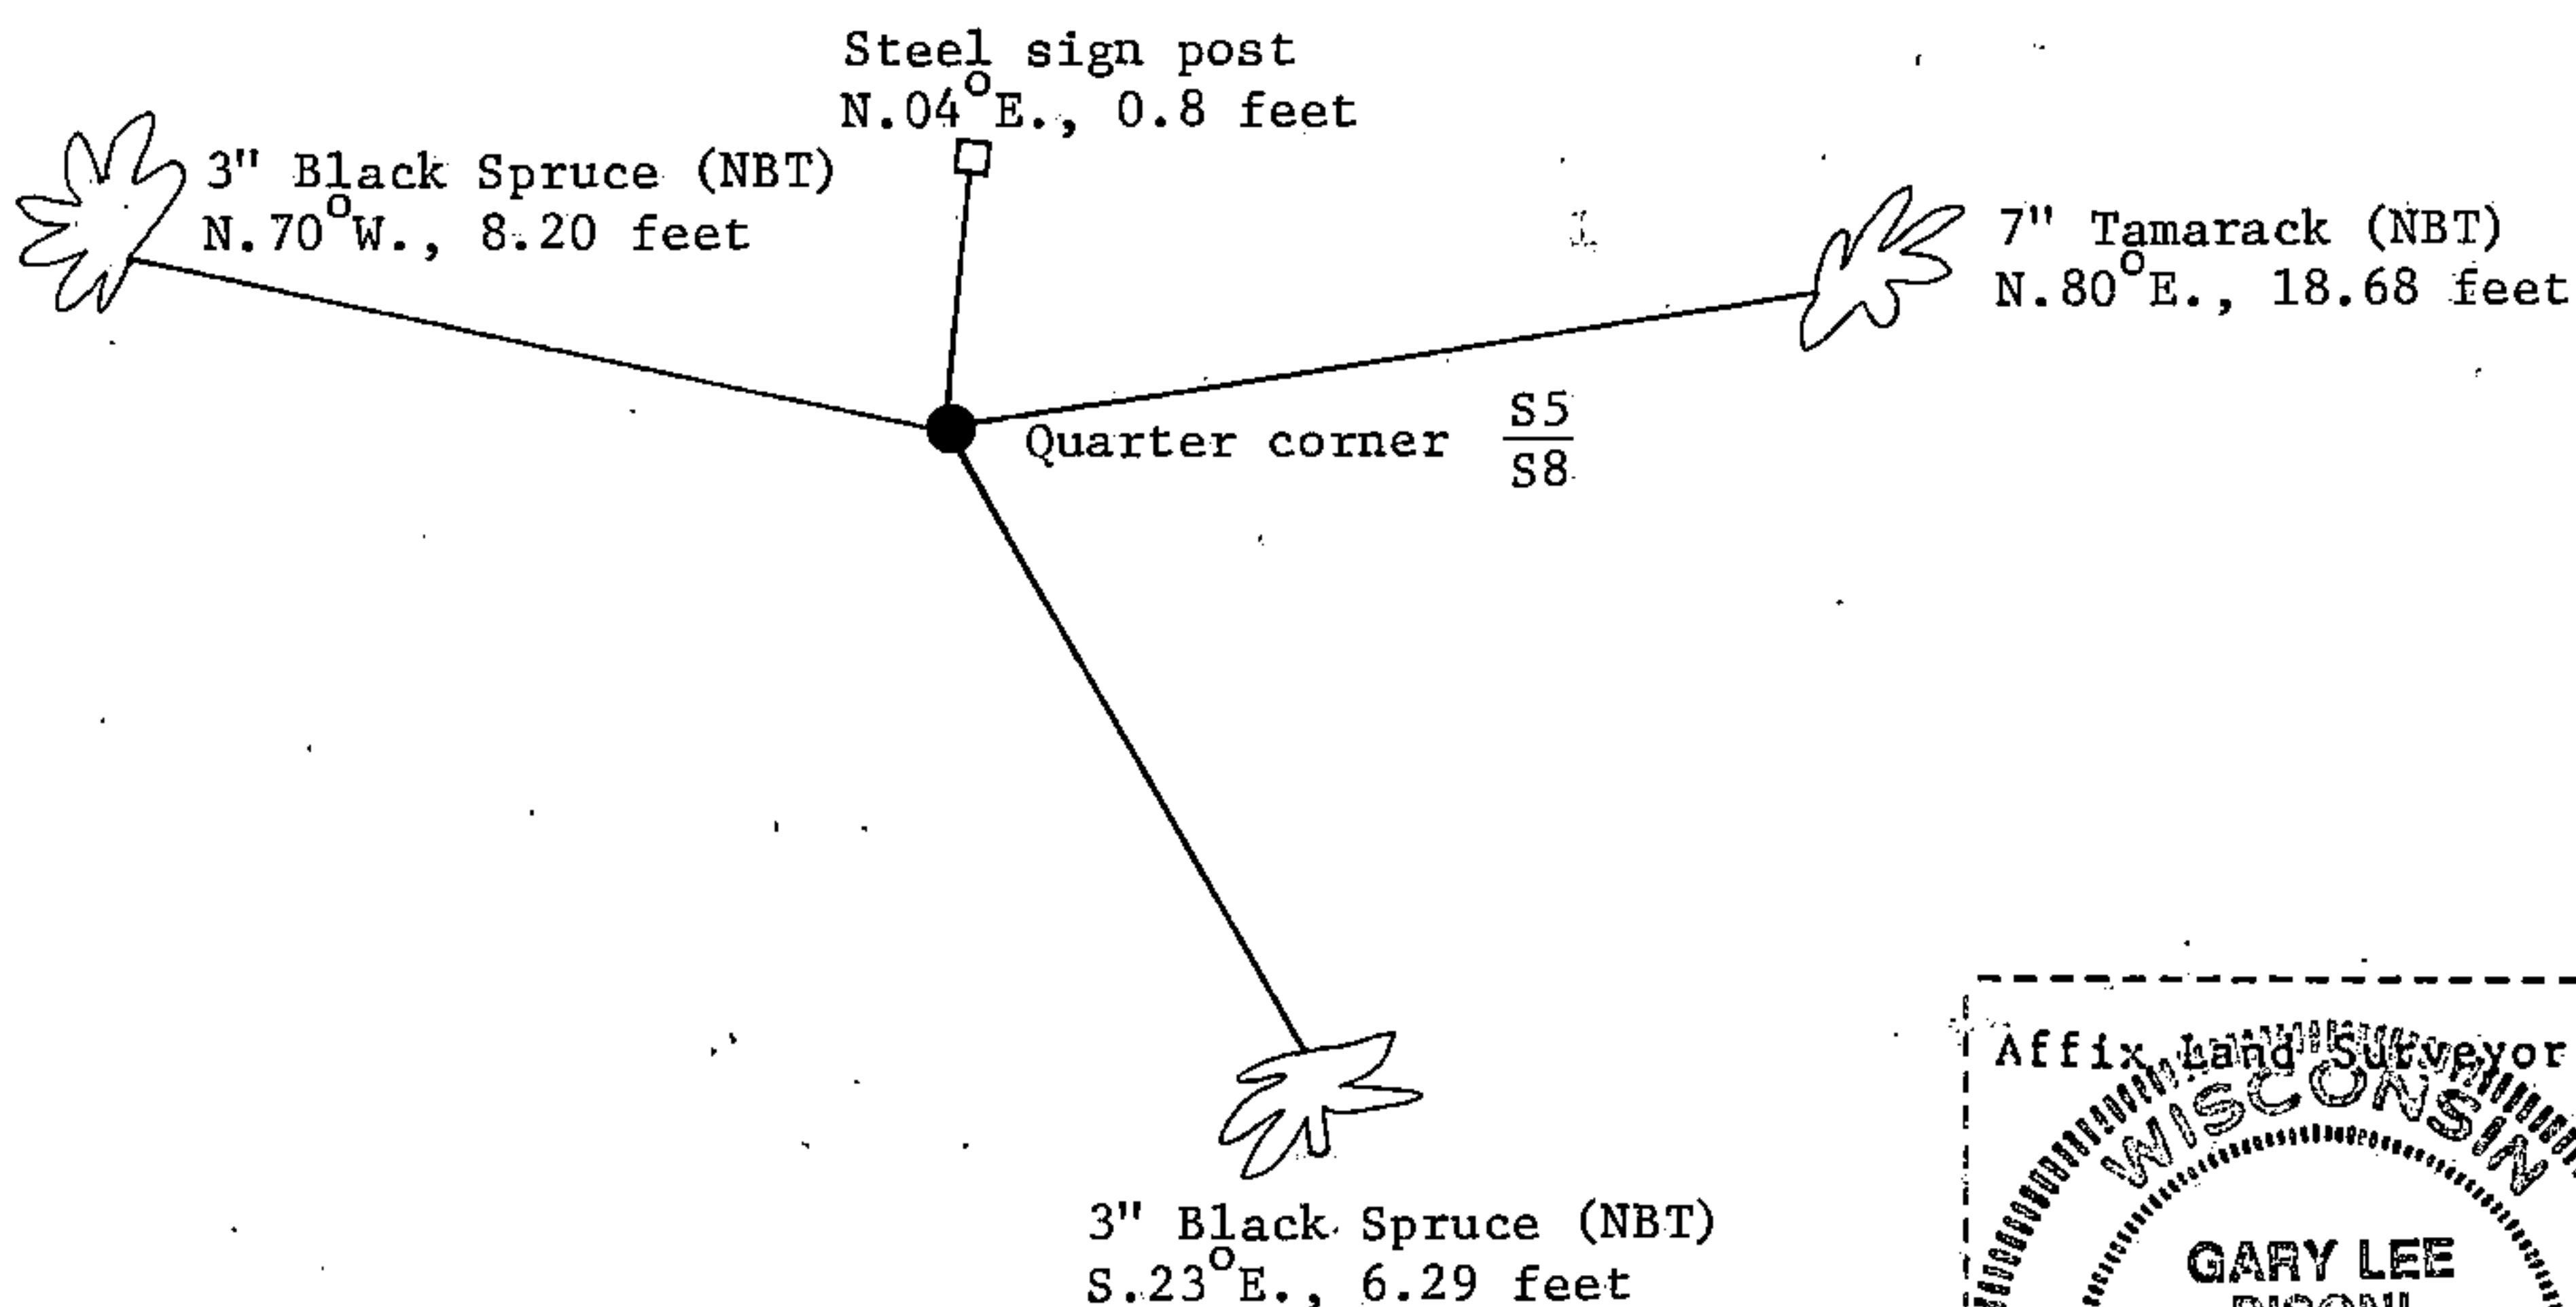 Steel sign post
N.04°E., 0.8 feet
3" Black Spruce (NBT)
N.70°W., 8.20 feet
7" Tamarack (NBT)
N.80°E., 18.68 feet
Quarter corner
S5
S8
3" Black Spruce (NBT)
S.23°E., 6.29 feet
Affix Land Surveyor
WISCONSIN
GARY LEE